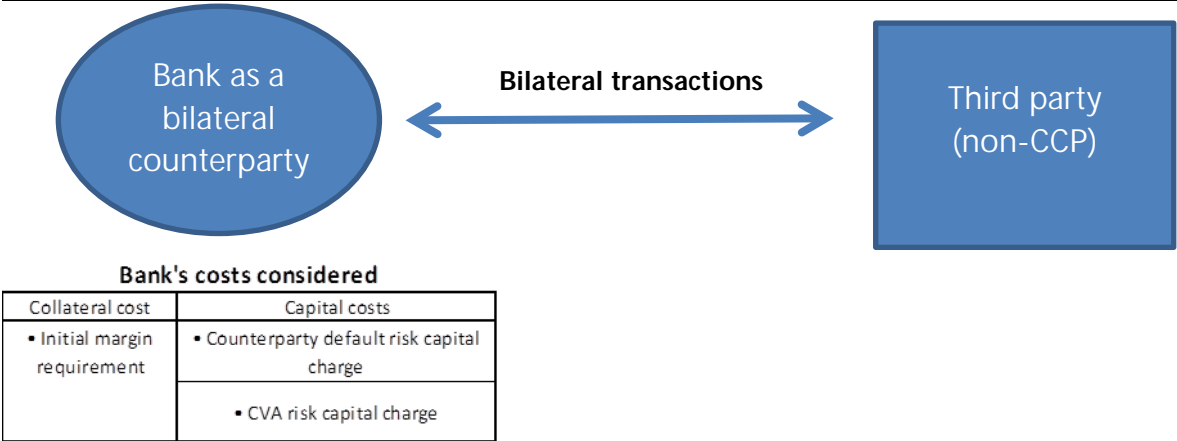 Bank as a
bilateral
counterparty
Bilateral transactions
Third party
(non-CCP)
Bank's costs considered
Collateral cost
Capital costs
• Initial margin
requirement
• Counterparty default risk capital
charge
• CVA risk capital charge